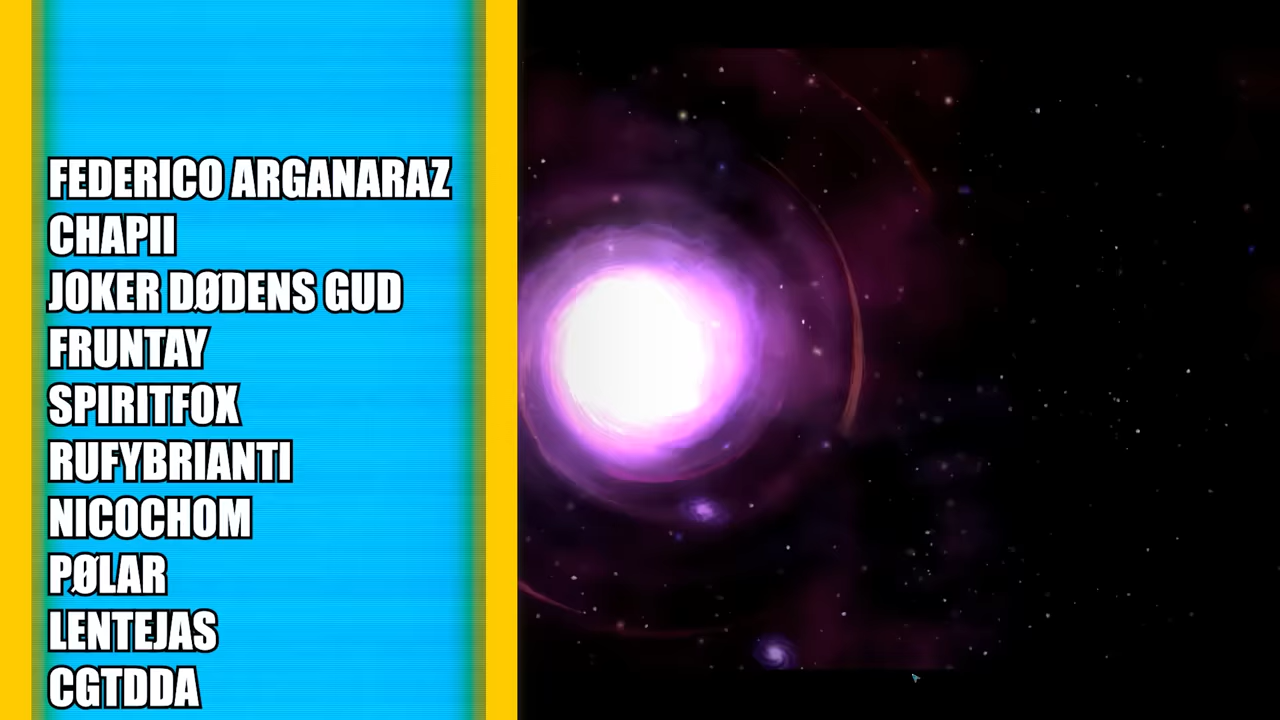 FEDERICO ARGANARAZ
CHAPII
JOKER DØDENS GUD
FRUNTAY
SPIRITFOX
RUFYBRIANTI
NICOCHOM
PØLAR
LENTEJAS
CGTDDA